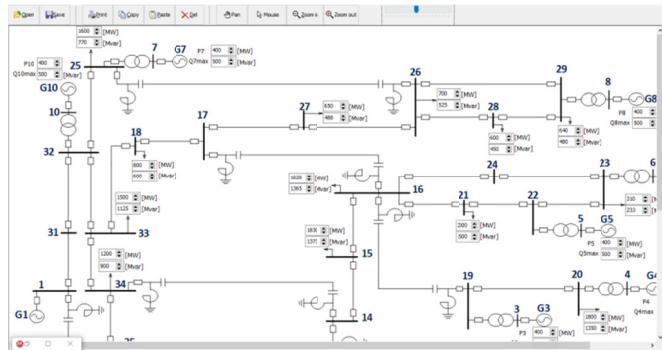 Open Save Print Copy Paste Del Pan Mouse Zoom Zoom out
1600 [MW]
770 [Mvar]
7 G7
P7 400 [MW]
Q7max 500 [Mvar]
P10 400 [MW]
Q10max 500 [Mvar]
25
G10
10
32
31
1
G1
33
34
18
17
27
26
28
29
8
G8
P8 400
Q8max 500
650 [MW]
488 [Mvar]
700 [MW]
525 [Mvar]
600 [MW]
450 [Mvar]
640 [MW]
480 [Mvar]
800 [MW]
600 [Mvar]
1500 [MW]
1125 [Mvar]
1200 [MW]
900 [Mvar]
[MW]
1365 [Mvar]
16
24
23
6
21
22
[MW]
500 [Mvar]
310
233
5 G5
P5 400 [MW]
Q5max 500 [Mvar]
[MW]
[Mvar]
15
14
19
20
4
P4
Q4max
3 G3
P3 400 [MW]
1800 [MW]
1350 [Mvar]